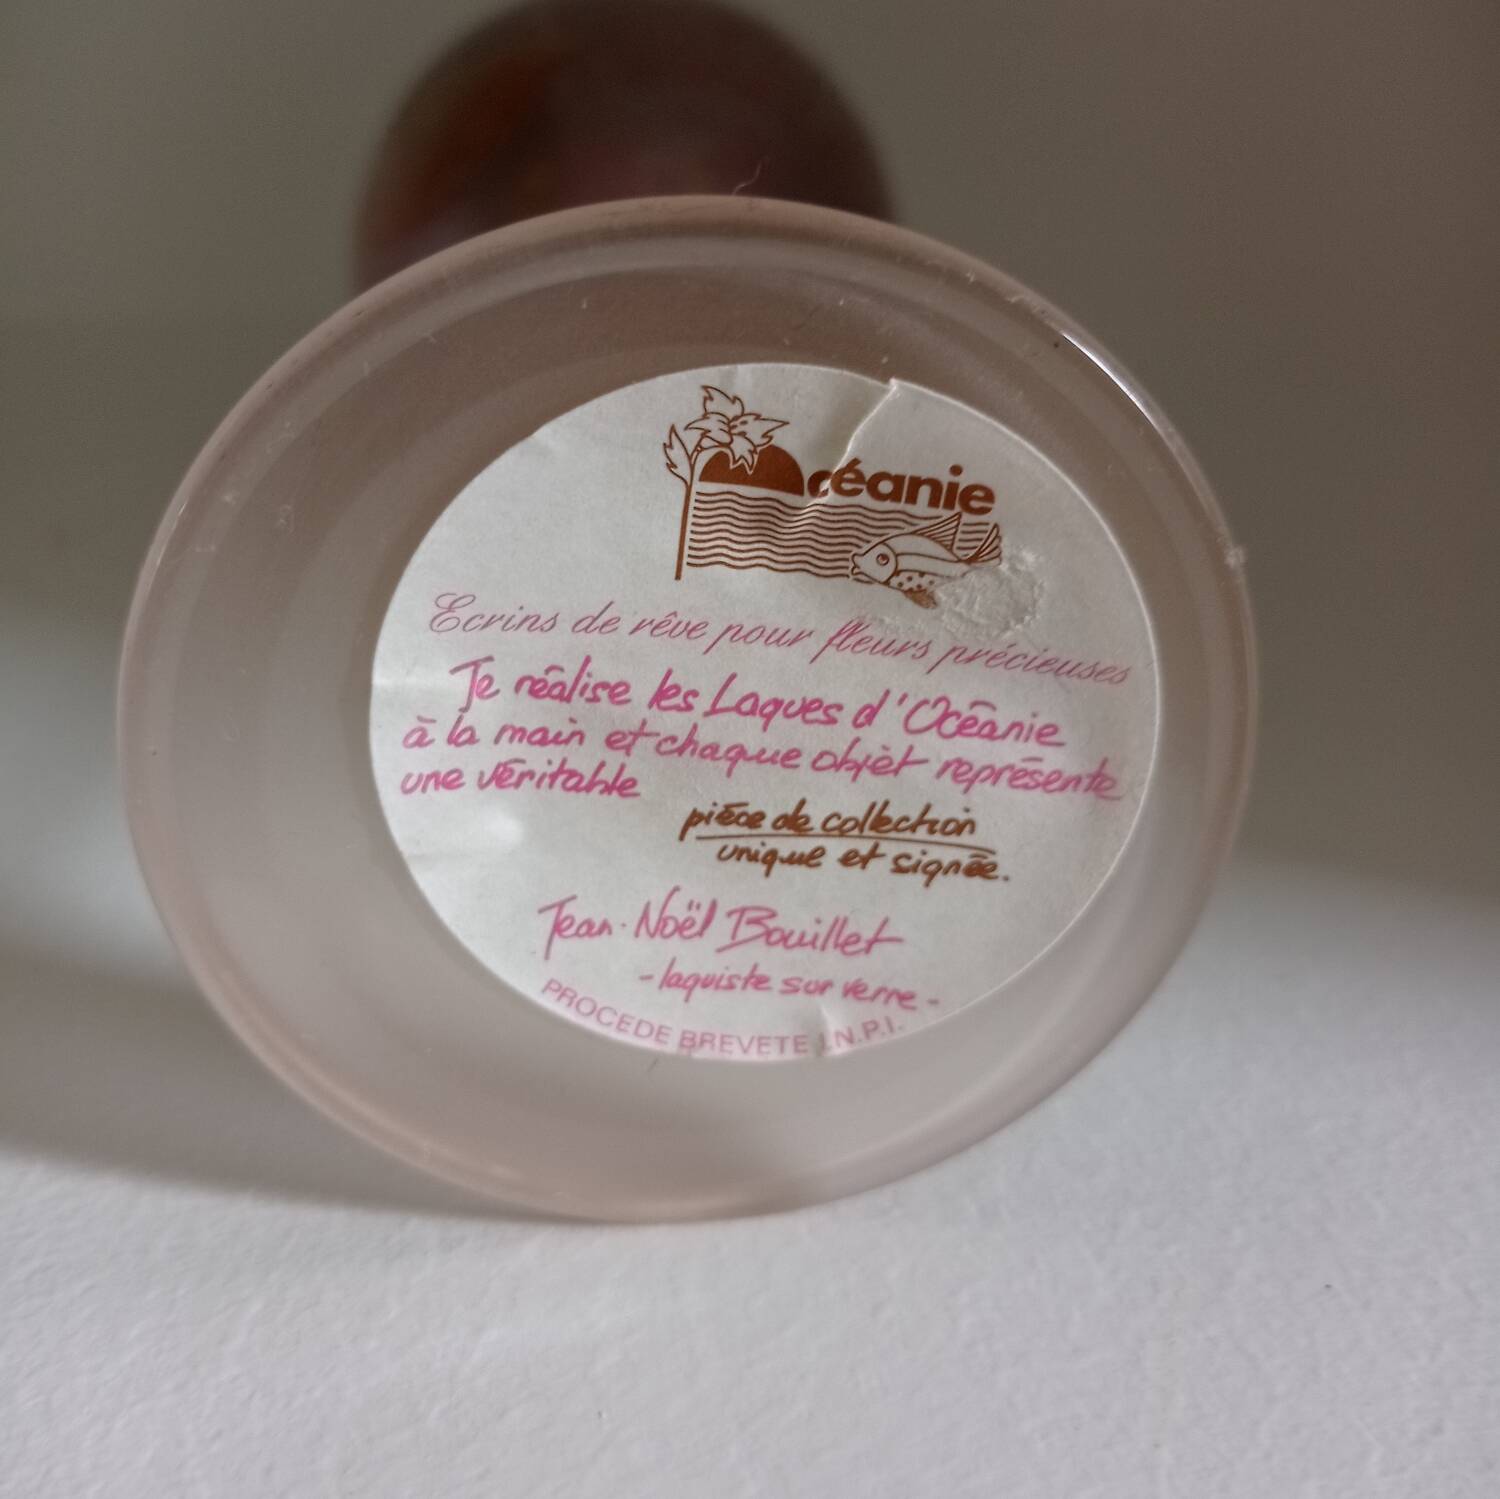 Océanie
Ecrins de rêve pour fleurs précieuses
Je réalise les Laques d'Océanie
à la main et chaque objèt représente
une véritable
pièce de collection
unique et signée.
Jean-Noël Bouillet
- laquiste sur verre -
PROCEDE BREVETE I.N.P.I.